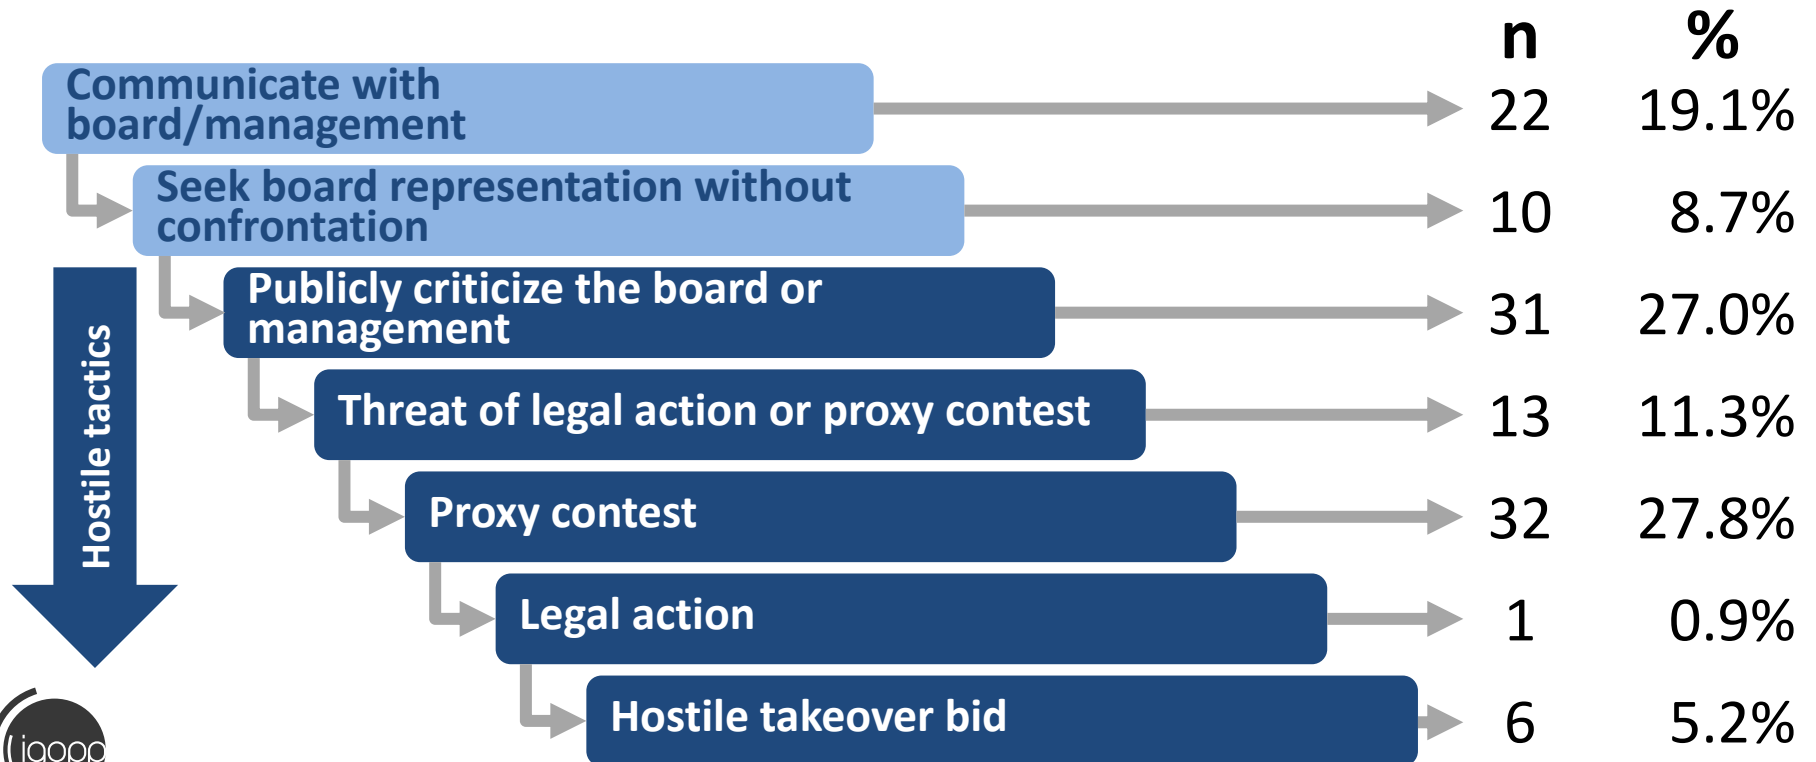 n %
Communicate with
board/management
22 19.1%
Seek board representation without
confrontation
10 8.7%
Publicly criticize the board or
management
31 27.0%
Threat of legal action or proxy contest
13 11.3%
Proxy contest
32 27.8%
Legal action
1 0.9%
Hostile takeover bid
6 5.2%
Hostile tactics
igopp